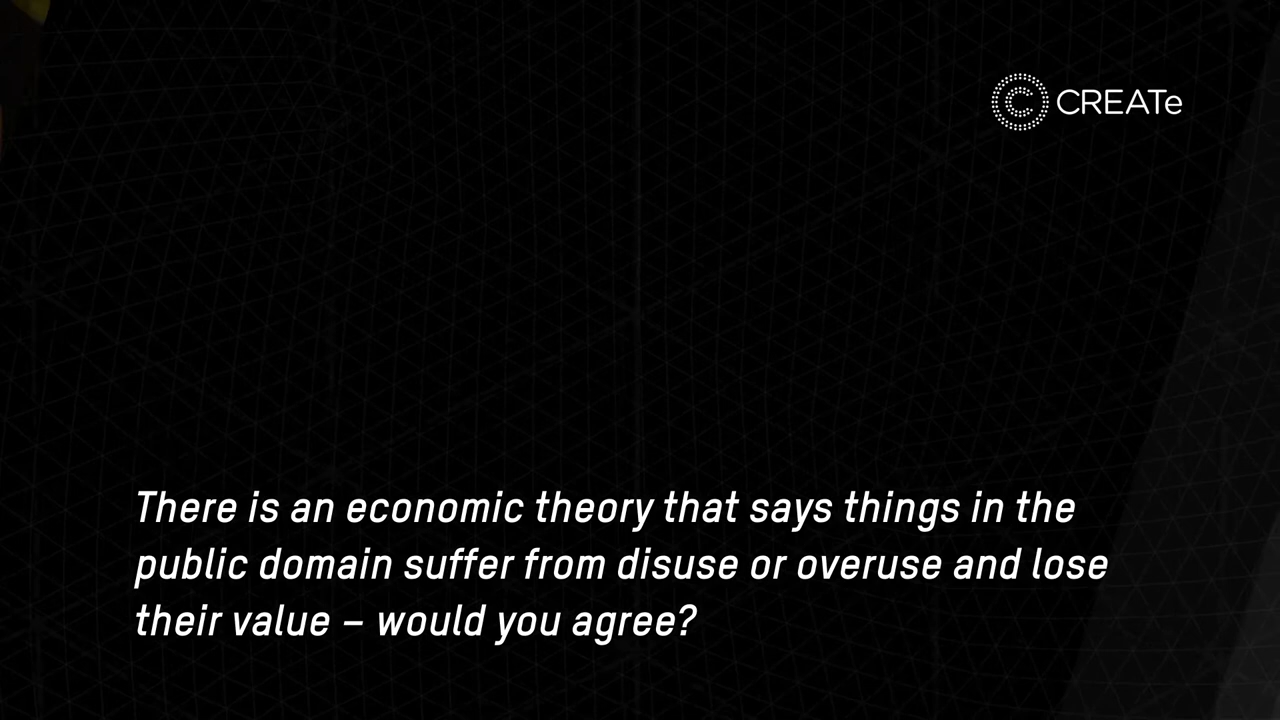 CREATe
There is an economic theory that says things in the
public domain suffer from disuse or overuse and lose
their value – would you agree?